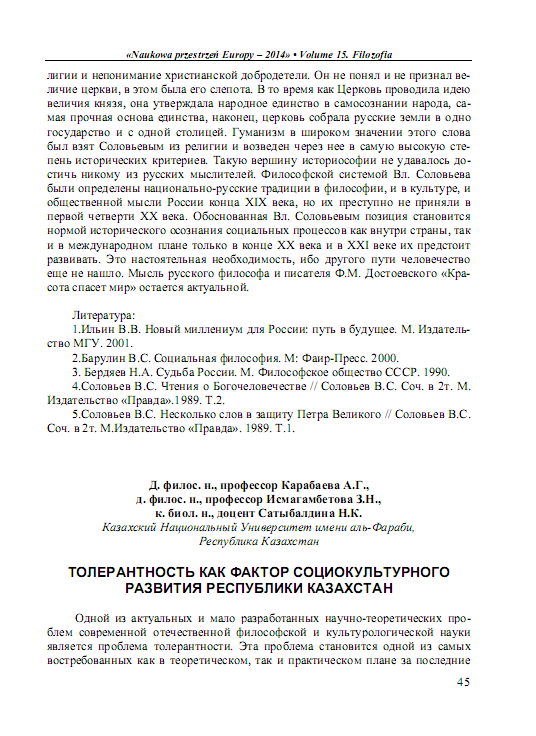 «Naukowa przestrzeń Europy – 2014» • Volume 15. Filozofia
лигии и непонимание христианской добродетели. Он не понял и не признал ве-
личие церкви, в этом была его слепота. В то время как Церковь проводила идею
величия князя, она утверждала народное единство в самосознании народа, са-
мая прочная основа единства, наконец, церковь собрала русские земли в одно
государство и с одной столицей. Гуманизм в широком значении этого слова
был взят Соловьевым из религии и возведен через нее в самую высокую сте-
пень исторических критериев. Такую вершину историософии не удавалось до-
стичь никому из русских мыслителей. Философской системой Вл. Соловьева
были определены национально-русские традиции в философии, и в культуре, и
общественной мысли России конца XIX века, но их преступно не приняли в
первой четверти XX века. Обоснованная Вл. Соловьевым позиция становится
нормой исторического осознания социальных процессов как внутри страны, так
и в международном плане только в конце XX века и в XXI веке их предстоит
развивать. Это настоятельная необходимость, ибо другого пути человечество
еще не нашло. Мысль русского философа и писателя Ф.М. Достоевского «Кра-
сота спасет мир» остается актуальной.
Литература:
1.Ильин В.В. Новый миллениум для России: путь в будущее. М. Издатель-
ство МГУ. 2001.
2.Барулин В.С. Социальная философия. М: Фаир-Пресс. 2000.
3. Бердяев Н.А. Судьба России. М. Философское общество СССР. 1990.
4.Соловьев В.С. Чтения о Богочеловечестве // Соловьев В.С. Соч. в 2т. М.
Издательство «Правда».1989. Т.2.
5.Соловьев В.С. Несколько слов в защиту Петра Великого // Соловьев В.С.
Соч. в 2т. М.Издательство «Правда». 1989. Т.1.
Д. филос. н., профессор Карабаева А.Г.,
д. филос. н., профессор Исмагамбетова З.Н.,
к. биол. н., доцент Сатыбалдина Н.К.
Казахский Национальный Университет имени аль-Фараби,
Республика Казахстан
ТОЛЕРАНТНОСТЬ КАК ФАКТОР СОЦИОКУЛЬТУРНОГО
РАЗВИТИЯ РЕСПУБЛИКИ КАЗАХСТАН
Одной из актуальных и мало разработанных научно-теоретических про-
блем современной отечественной философской и культурологической науки
является проблема толерантности. Эта проблема становится одной из самых
востребованных как в теоретическом, так и практическом плане за последние
45